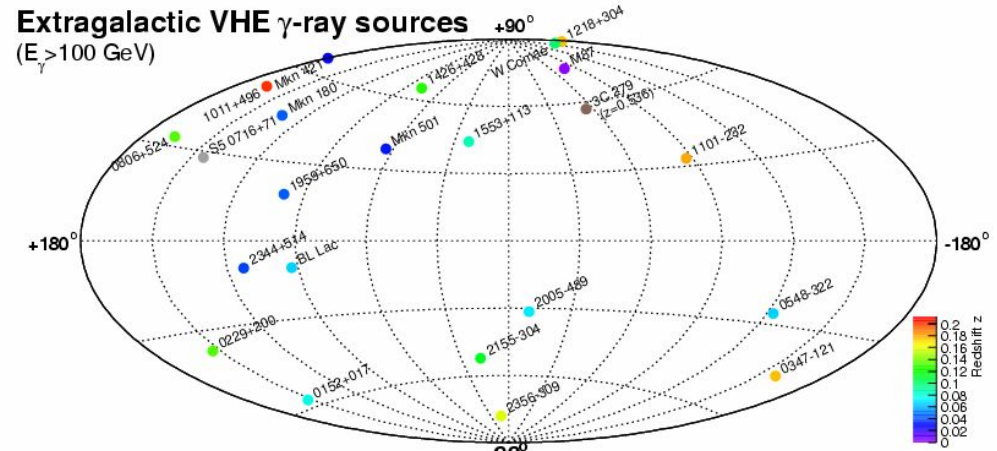 Extragalactic VHE γ-ray sources
(Eγ>100 GeV)
+90°
1218+304
W Comae
M87
1426+428
Mkn 421
1011+496
Mkn 180
3C 279
(z=0.536)
S5 0716+71
0806+524
Mkn 501
1553+113
1101-232
1959+650
+180°
-180°
2344+514
BL Lac
2005-489
0548-322
0229+200
2155-304
0347-121
0152+017
2356-309
Redshift z
0.2
0.18
0.16
0.14
0.12
0.1
0.08
0.06
0.04
0.02
0